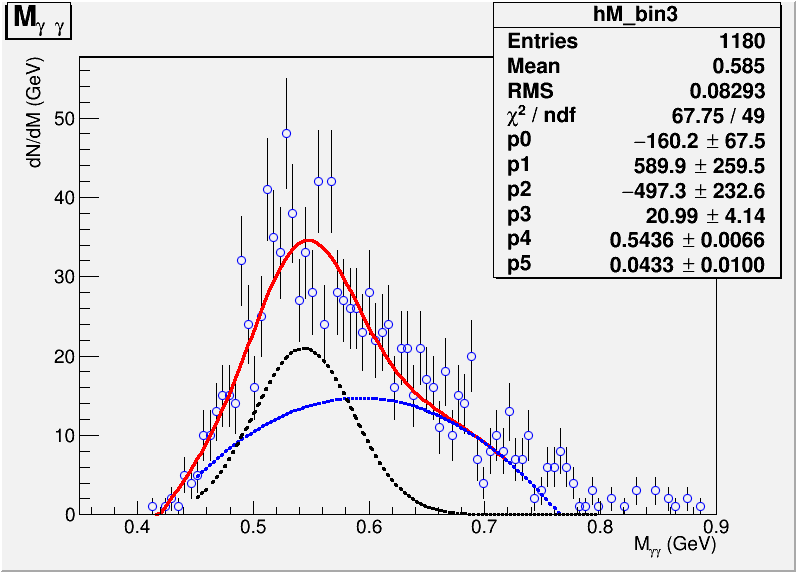 M γ γ
hM_bin3
Entries 1180
Mean 0.585
RMS 0.08293
χ² / ndf 67.75 / 49
p0 −160.2 ± 67.5
p1 589.9 ± 259.5
p2 −497.3 ± 232.6
p3 20.99 ± 4.14
p4 0.5436 ± 0.0066
p5 0.0433 ± 0.0100
dN/dM (GeV)
50
40
30
20
10
0
0.4 0.5 0.6 0.7 0.8 0.9
Mγγ (GeV)